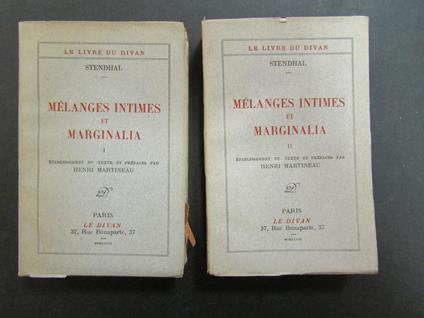 LE LIVRE DU DIVAN
STENDHAL
MÉLANGES INTIMES
ET
MARGINALIA
I
ÉTABLISSEMENT DU TEXTE ET PRÉFACES PAR
HENRI MARTINEAU
PARIS
LE DIVAN
37, Rue Bonaparte, 37
LE LIVRE DU DIVAN
STENDHAL
MÉLANGES INTIMES
ET
MARGINALIA
II
ÉTABLISSEMENT DU TEXTE ET PRÉFACES PAR
HENRI MARTINEAU
PARIS
LE DIVAN
37, Rue Bonaparte, 37